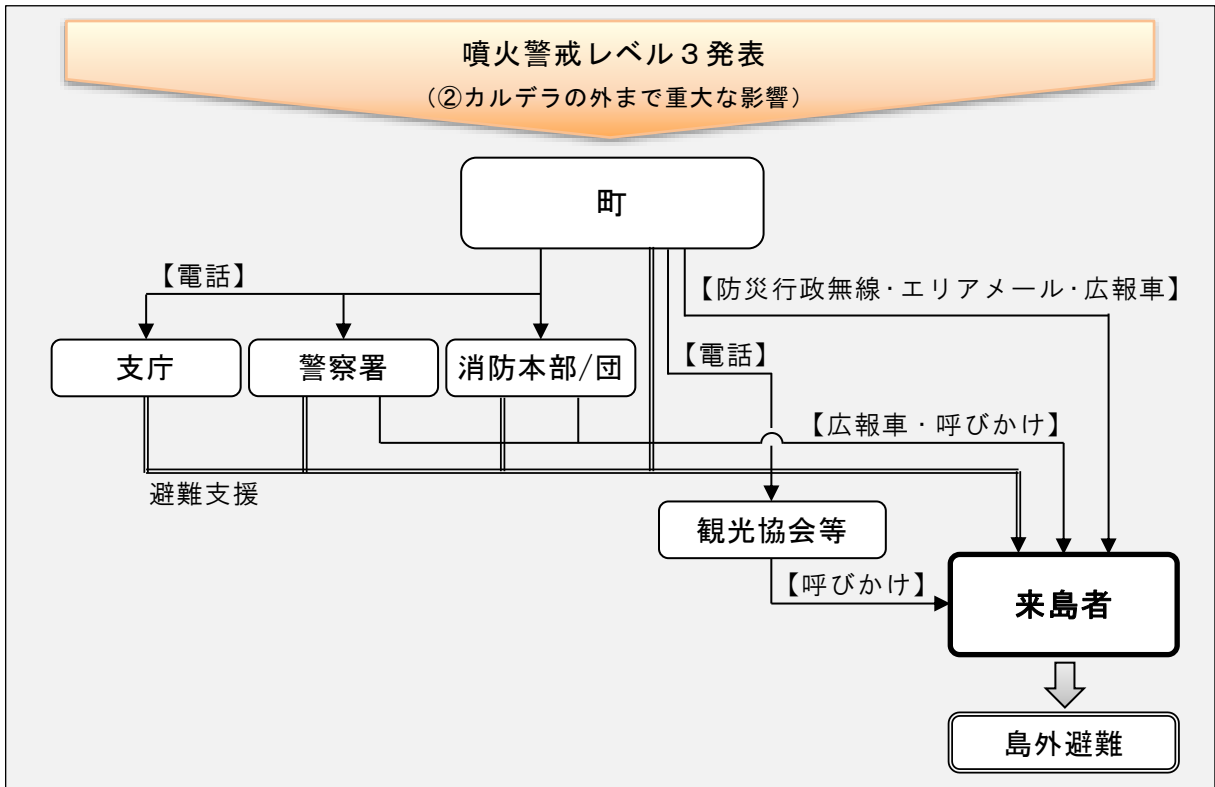 噴火警戒レベル３発表
（②カルデラの外まで重大な影響）
町
【電話】
【防災行政無線・エリアメール・広報車】
支庁
警察署
消防本部/団
【電話】
【広報車・呼びかけ】
避難支援
観光協会等
【呼びかけ】
来島者
島外避難